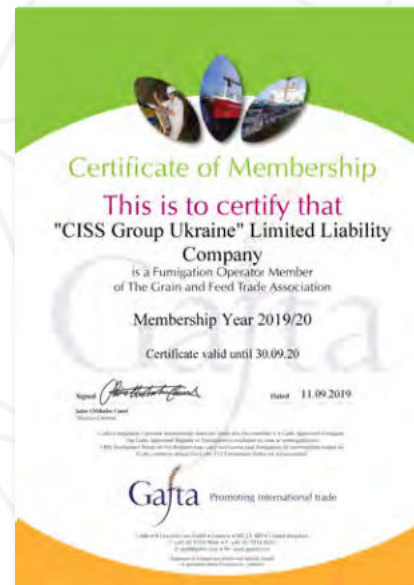 Certificate of Membership
This is to certify that
"CISS Group Ukraine" Limited Liability
Company
is a Fumigation Operator Member
of The Grain and Feed Trade Association
Membership Year 2019/20
Certificate valid until 30.09.20
Signed
Dated 11.09.2019
Director General
Gafta Promoting international trade